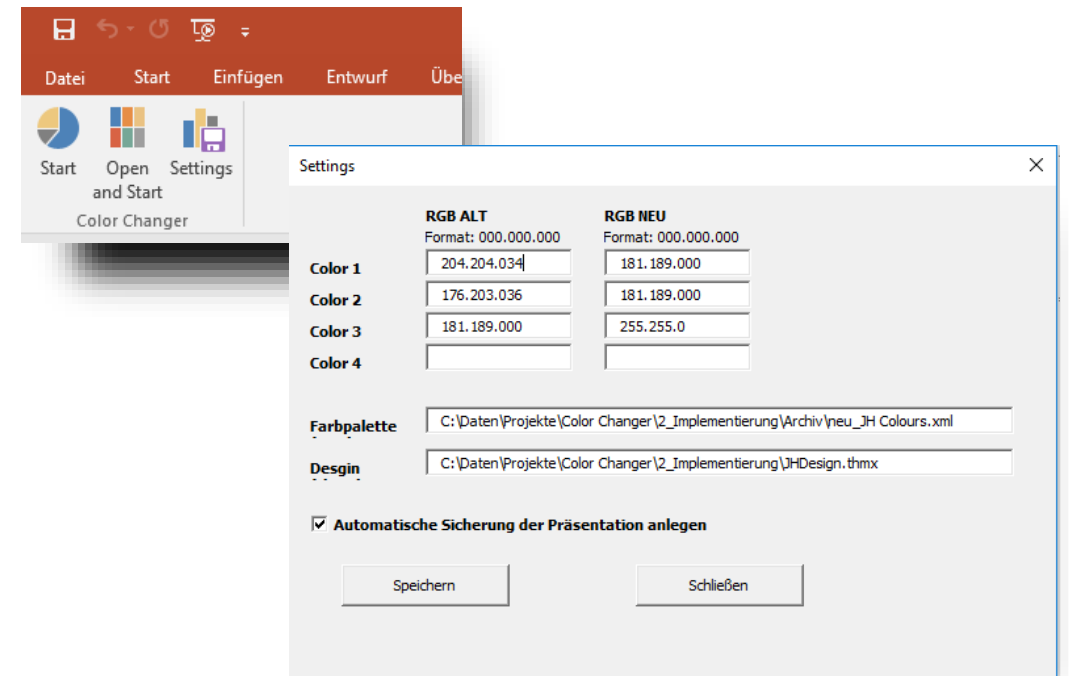 Datei Start Einfügen Entwurf Übe
Start Open and Start Settings
Color Changer
Settings
RGB ALT RGB NEU
Format: 000.000.000 Format: 000.000.000
Color 1 204.204.034 181.189.000
Color 2 176.203.036 181.189.000
Color 3 181.189.000 255.255.0
Color 4
Farbpalette C:\Daten\Projekte\Color Changer\2_Implementierung\Archiv\neu_JH Colours.xml
Desgin C:\Daten\Projekte\Color Changer\2_Implementierung\JHDesign.thmx
Automatische Sicherung der Präsentation anlegen
Speichern Schließen